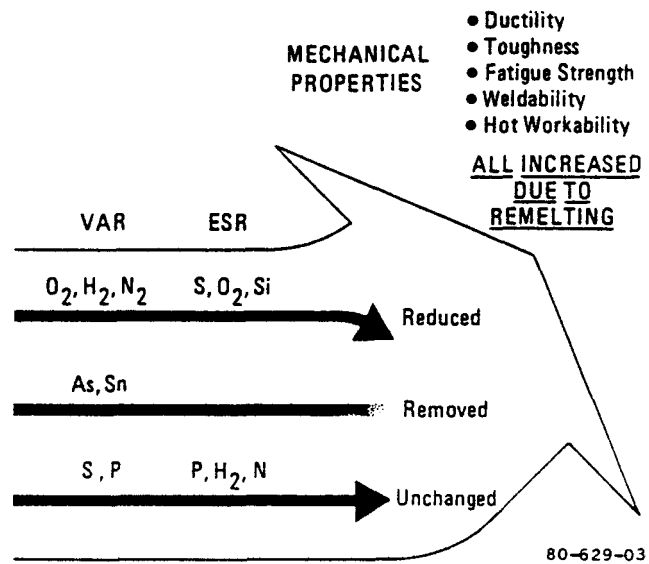 MECHANICAL
PROPERTIES
• Ductility
• Toughness
• Fatigue Strength
• Weldability
• Hot Workability
ALL INCREASED
DUE TO
REMELTING
VAR ESR
O2, H2, N2 S, O2, Si
Reduced
As, Sn
Removed
S, P P, H2, N
Unchanged
80-629-03